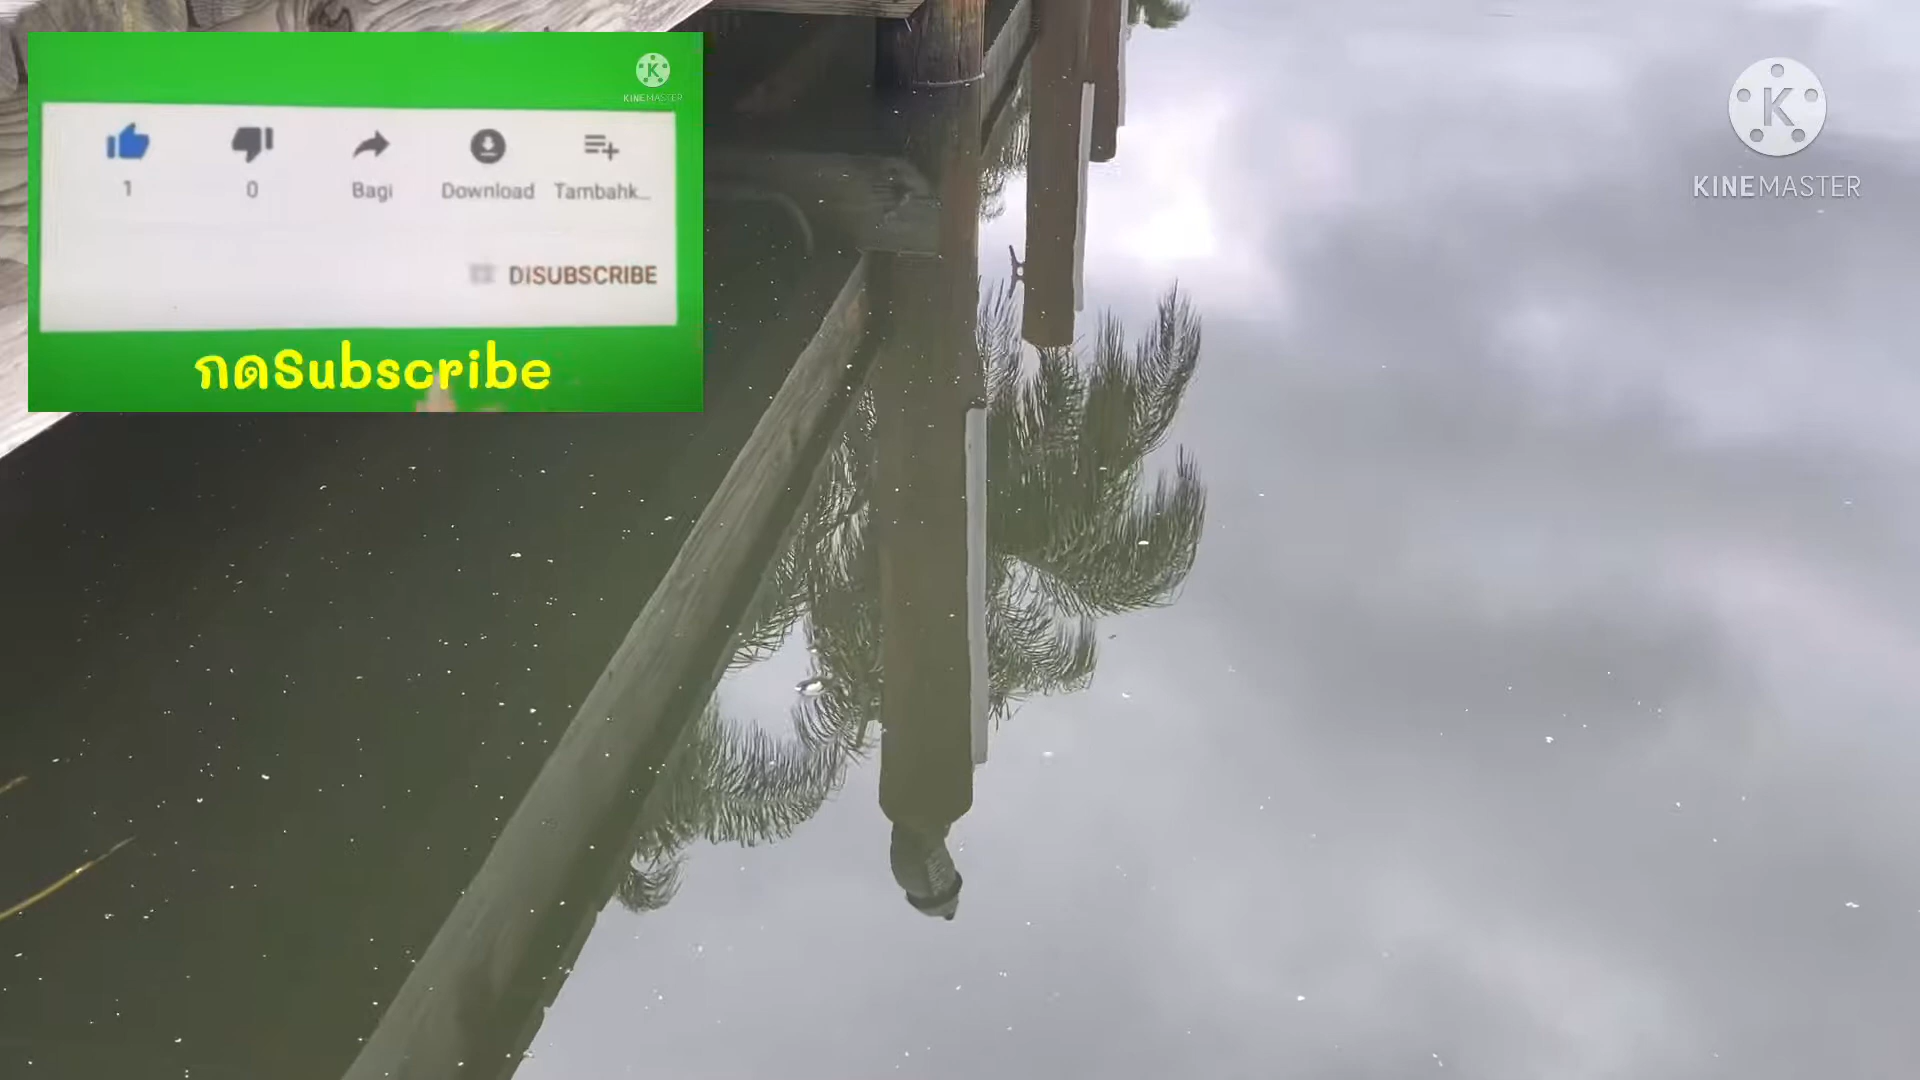 KINEMASTER
1
0
Bagi
Download
Tambahk...
DISUBSCRIBE
กดSubscribe
K
KINEMASTER